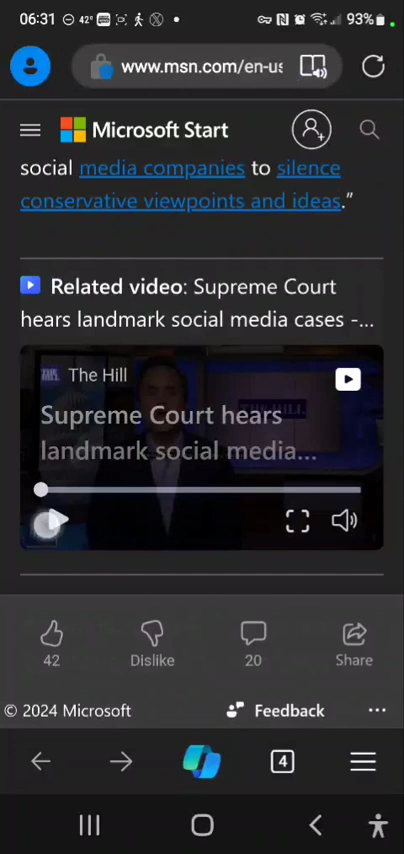 06:31 42° 93%
www.msn.com/en-us
Microsoft Start
social media companies to silence
conservative viewpoints and ideas."
Related video: Supreme Court
hears landmark social media cases -...
The Hill
Supreme Court hears
landmark social media...
THE HILL
42 Dislike 20 Share
© 2024 Microsoft Feedback ...
4